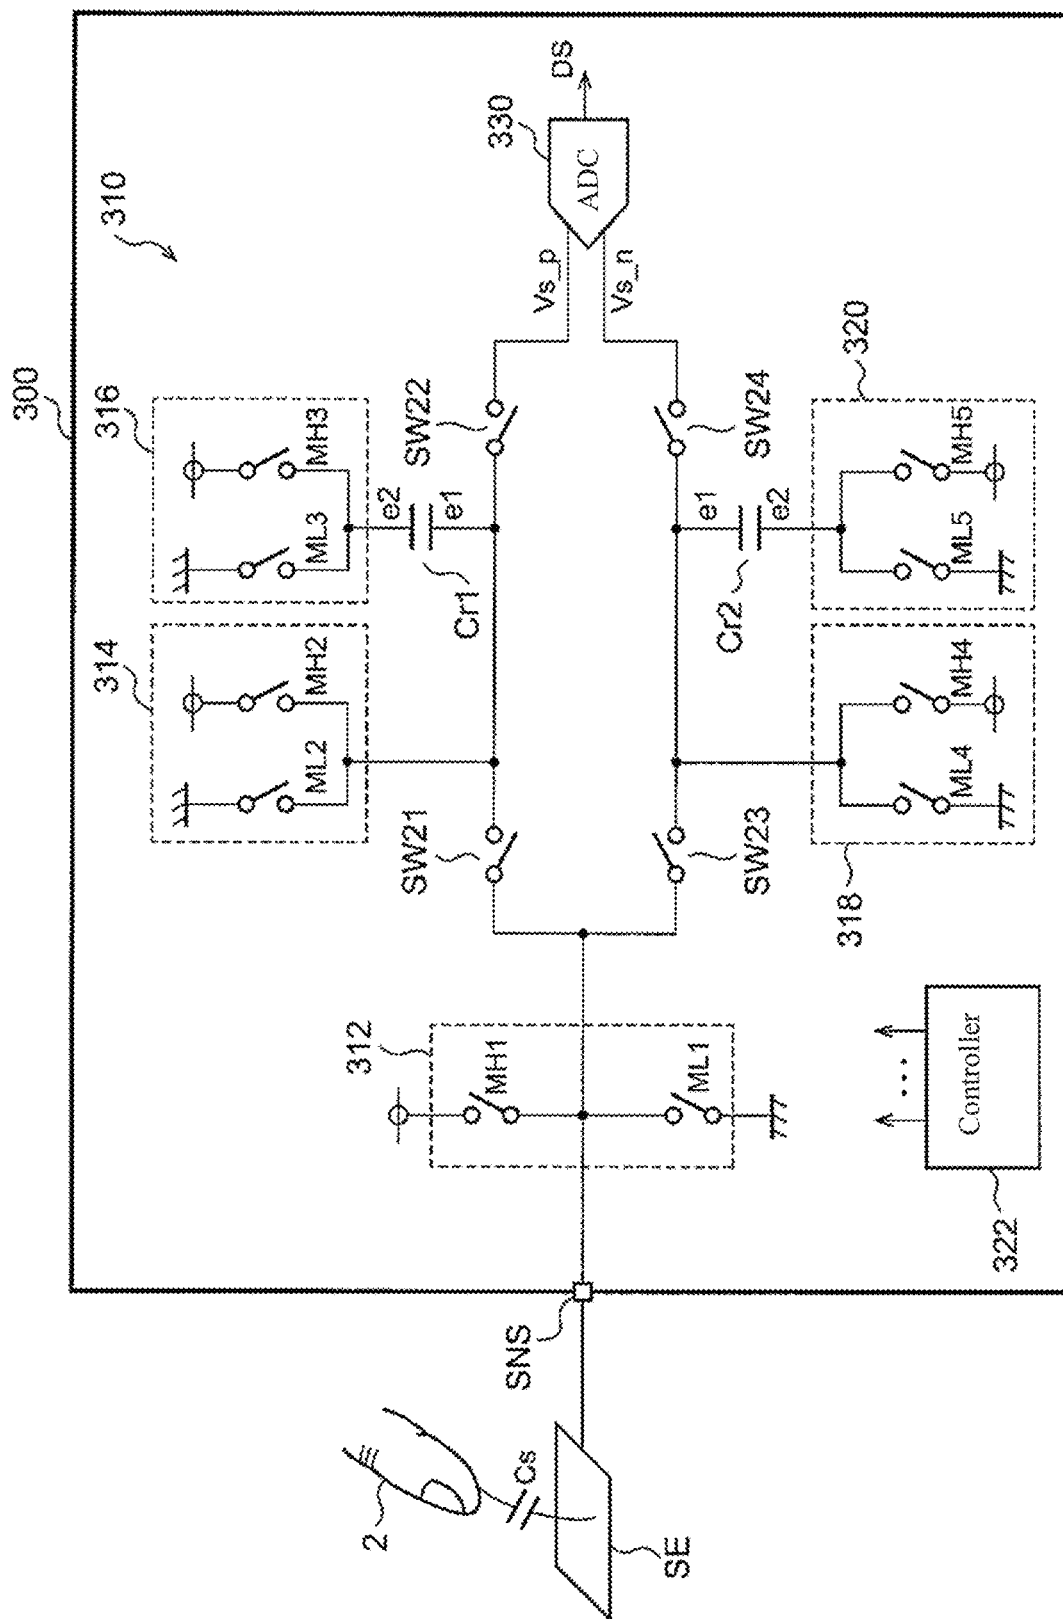 300
310
314
316
ML2
MH2
ML3
MH3
e2
e1
Cr1
SW21
SW22
312
MH1
ML1
Vs_p
Vs_n
330
ADC
DS
2
Cs
SE
SNS
SW23
SW24
Cr2
e1
e2
318
320
ML4
MH4
ML5
MH5
322
Controller